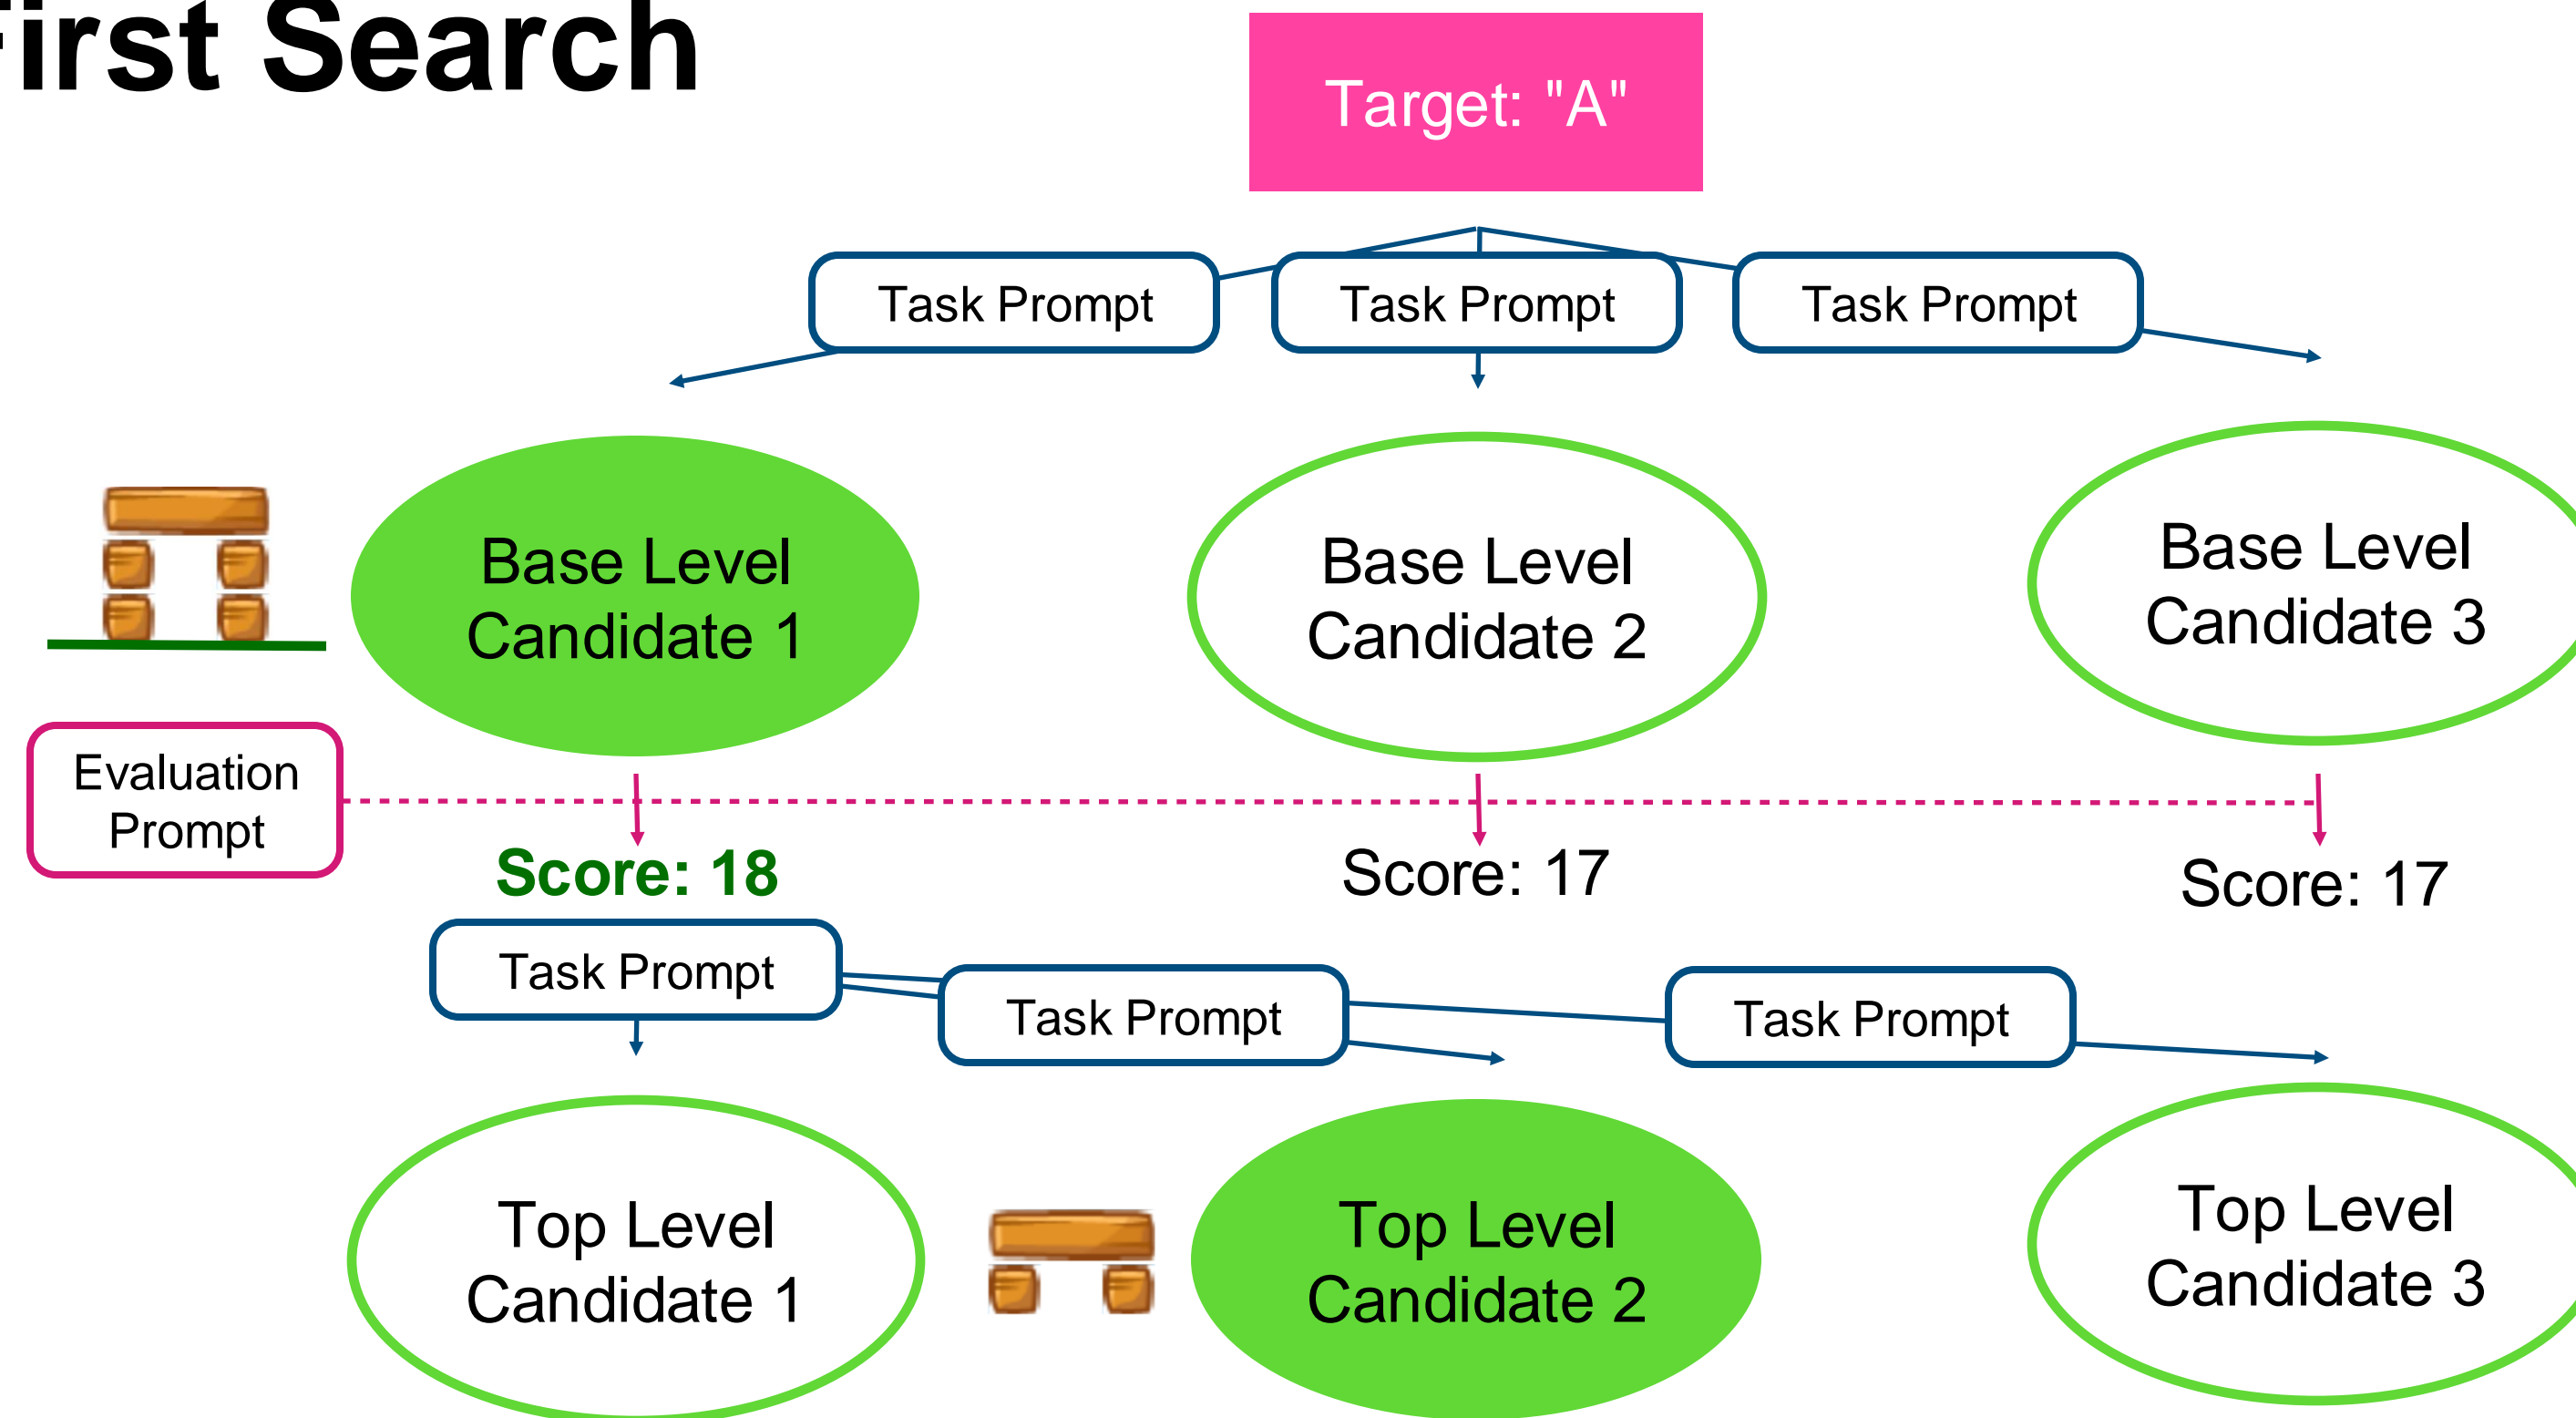 First Search
Target: "A"
Task Prompt
Task Prompt
Task Prompt
Base Level
Candidate 1
Base Level
Candidate 2
Base Level
Candidate 3
Evaluation
Prompt
Score: 18
Score: 17
Score: 17
Task Prompt
Task Prompt
Task Prompt
Top Level
Candidate 1
Top Level
Candidate 2
Top Level
Candidate 3